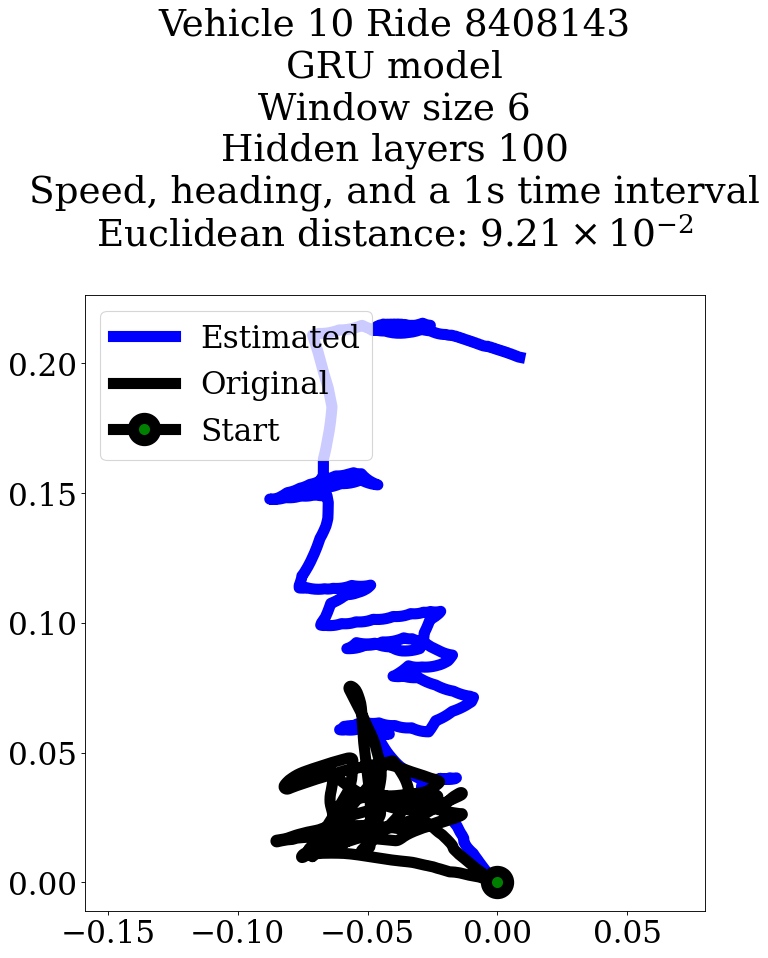 Vehicle 10 Ride 8408143
GRU model
Window size 6
Hidden layers 100
Speed, heading, and a 1s time interval
Euclidean distance: 9.21 × 10⁻²
Estimated
Original
Start
0.20
0.15
0.10
0.05
0.00
−0.15 −0.10 −0.05 0.00 0.05